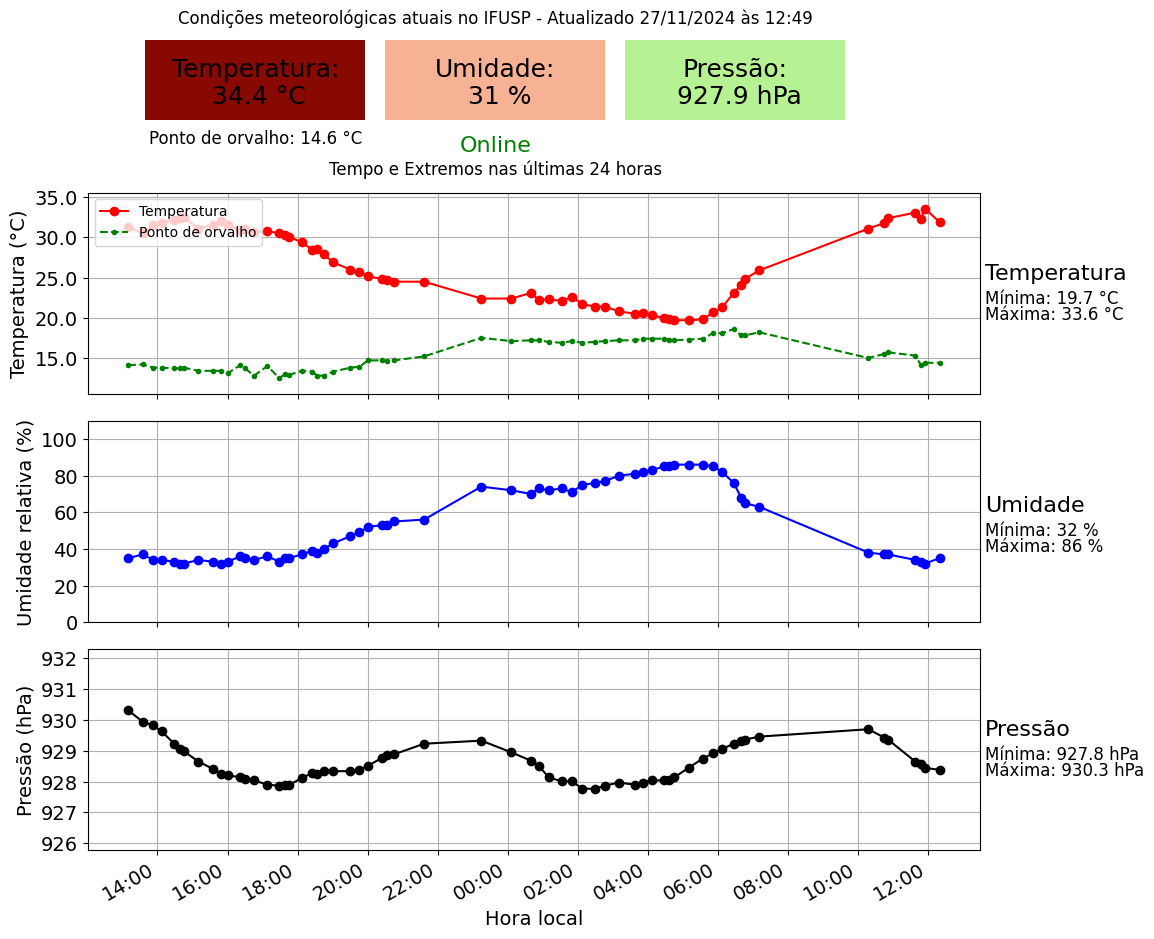 Condições meteorológicas atuais no IFUSP - Atualizado 27/11/2024 às 12:49
Temperatura:
34.4 °C
Umidade:
31 %
Pressão:
927.9 hPa
Ponto de orvalho: 14.6 °C
Online
Tempo e Extremos nas últimas 24 horas
Temperatura (°C)
35.0
30.0
25.0
20.0
15.0
Temperatura
Ponto de orvalho
Temperatura
Mínima: 19.7 °C
Máxima: 33.6 °C
Umidade relativa (%)
100
80
60
40
20
0
Umidade
Mínima: 32 %
Máxima: 86 %
Pressão (hPa)
932
931
930
929
928
927
926
Pressão
Mínima: 927.8 hPa
Máxima: 930.3 hPa
14:00
16:00
18:00
20:00
22:00
00:00
02:00
04:00
06:00
08:00
10:00
12:00
Hora local